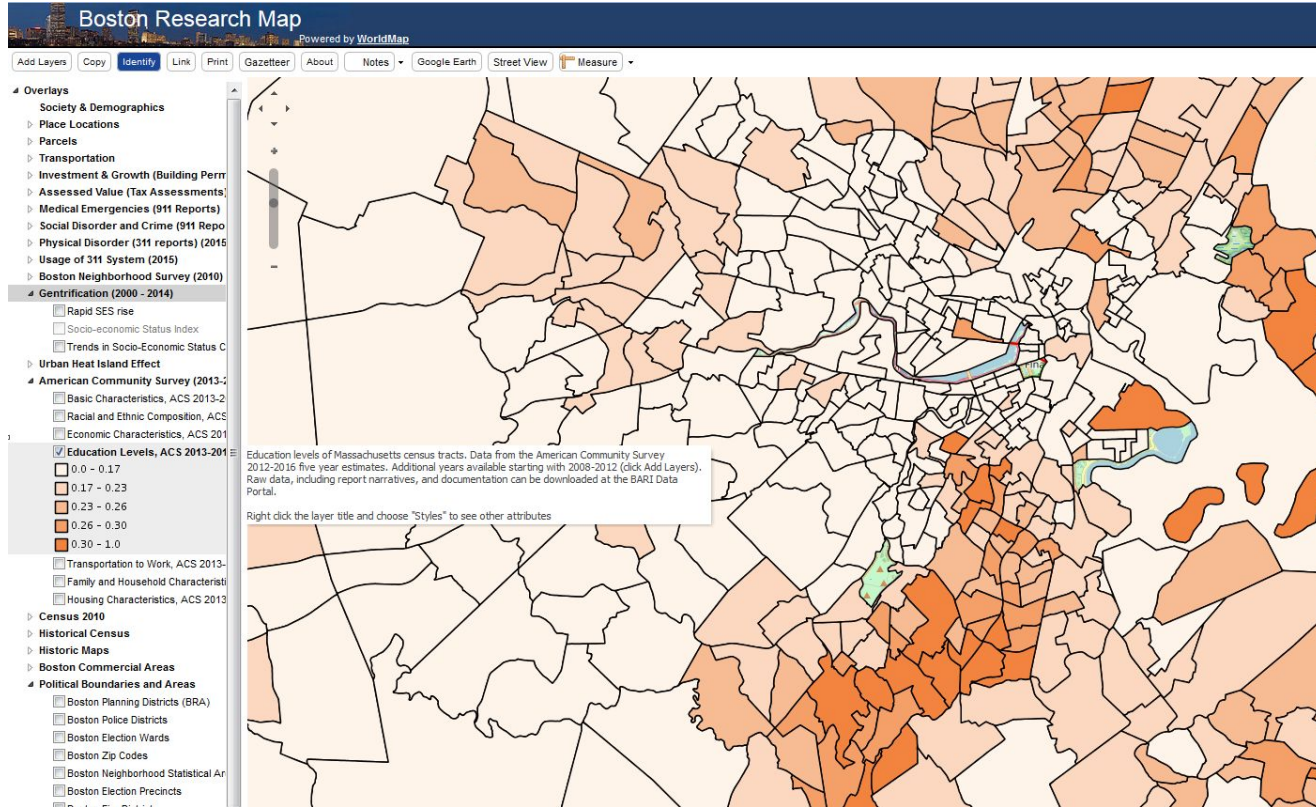 Boston Research Map
Powered by WorldMap
Add Layers Copy Identify Link Print Gazetteer About Notes Google Earth Street View Measure
Overlays
Society & Demographics
Place Locations
Parcels
Transportation
Investment & Growth (Building Perm
Assessed Value (Tax Assessments)
Medical Emergencies (911 Reports)
Social Disorder and Crime (911 Repo
Physical Disorder (311 reports) (2015
Usage of 311 System (2015)
Boston Neighborhood Survey (2010)
Gentrification (2000 - 2014)
Rapid SES rise
Socio-economic Status Index
Trends in Socio-Economic Status C
Urban Heat Island Effect
American Community Survey (2013-2
Basic Characteristics, ACS 2013-2
Racial and Ethnic Composition, ACS
Economic Characteristics, ACS 201
Education Levels, ACS 2013-201
0.0 - 0.17
0.17 - 0.23
0.23 - 0.26
0.26 - 0.30
0.30 - 1.0
Transportation to Work, ACS 2013-
Family and Household Characteristi
Housing Characteristics, ACS 2013
Census 2010
Historical Census
Historic Maps
Boston Commercial Areas
Political Boundaries and Areas
Boston Planning Districts (BRA)
Boston Police Districts
Boston Election Wards
Boston Zip Codes
Boston Neighborhood Statistical Ar
Boston Election Precincts
Education levels of Massachusetts census tracts. Data from the American Community Survey
2012-2016 five year estimates. Additional years available starting with 2008-2012 (click Add Layers).
Raw data, including report narratives, and documentation can be downloaded at the BARI Data
Portal.
Right click the layer title and choose "Styles" to see other attributes